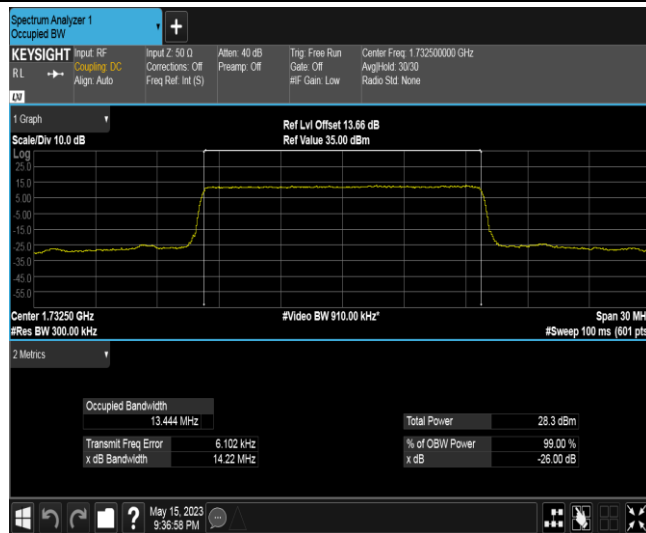 Spectrum Analyzer 1
Occupied BW
+
KEYSIGHT
RL
Input: RF
Coupling: DC
Align: Auto
Input Z: 50 Ω
Corrections: Off
Freq Ref: Int (S)
Atten: 40 dB
Preamp: Off
Trig: Free Run
Gate: Off
#IF Gain: Low
Center Freq: 1.732500000 GHz
Avg|Hold: 30/30
Radio Std: None
1 Graph
Scale/Div 10.0 dB
Ref Lvl Offset 13.66 dB
Ref Value 35.00 dBm
Log
25.0
15.0
5.00
-5.00
-15.0
-25.0
-35.0
-45.0
-55.0
Center 1.73250 GHz
#Video BW 910.00 kHz*
Span 30 MH
#Res BW 300.00 kHz
#Sweep 100 ms (601 pts
2 Metrics
Occupied Bandwidth
13.444 MHz
Total Power 28.3 dBm
Transmit Freq Error 6.102 kHz
% of OBW Power 99.00 %
x dB Bandwidth 14.22 MHz
x dB -26.00 dB
?
May 15, 2023
9:36:58 PM